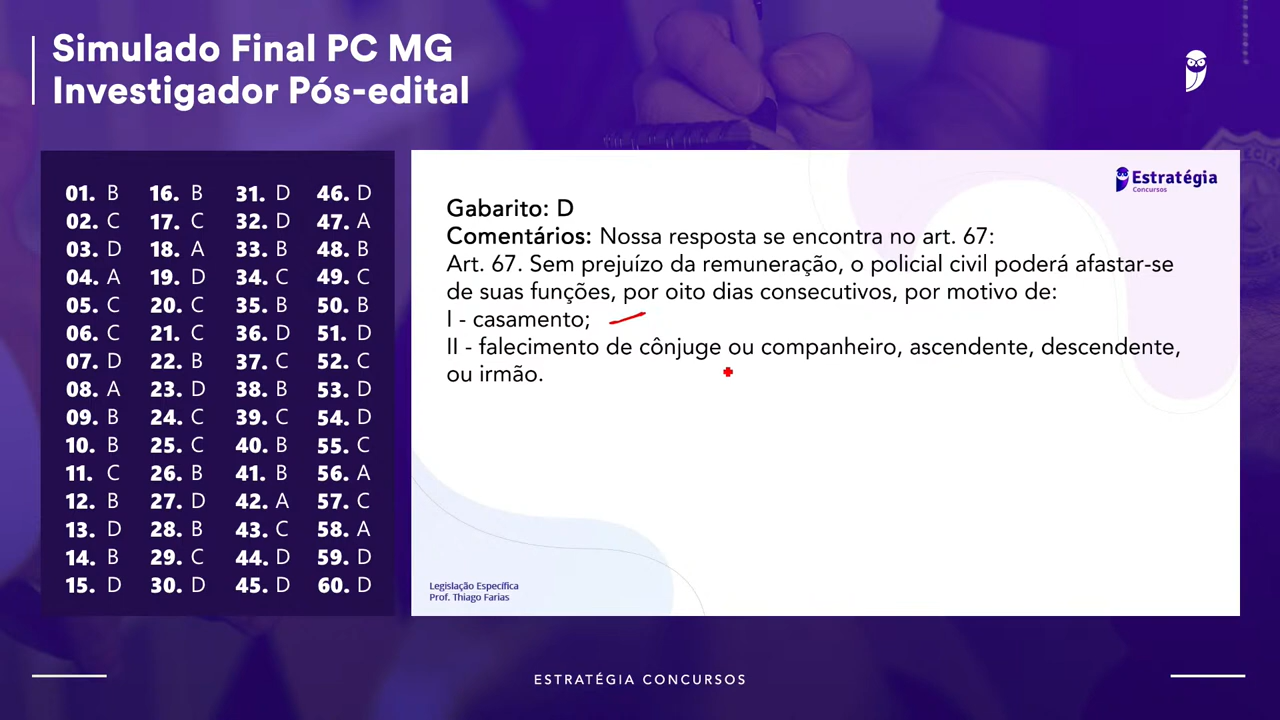 Simulado Final PC MG
Investigador Pós-edital
01. B 16. B 31. D 46. D
02. C 17. C 32. D 47. A
03. D 18. A 33. B 48. B
04. A 19. D 34. C 49. C
05. C 20. C 35. B 50. B
06. C 21. C 36. D 51. D
07. D 22. B 37. C 52. C
08. A 23. D 38. B 53. D
09. B 24. C 39. C 54. D
10. B 25. C 40. B 55. C
11. C 26. B 41. B 56. A
12. B 27. D 42. A 57. C
13. D 28. B 43. C 58. A
14. B 29. C 44. D 59. D
15. D 30. D 45. D 60. D
Estratégia
Concursos
Gabarito: D
Comentários: Nossa resposta se encontra no art. 67:
Art. 67. Sem prejuízo da remuneração, o policial civil poderá afastar-se
de suas funções, por oito dias consecutivos, por motivo de:
I - casamento;
II - falecimento de cônjuge ou companheiro, ascendente, descendente,
ou irmão.
Legislação Específica
Prof. Thiago Farias
ESTRATÉGIA CONCURSOS